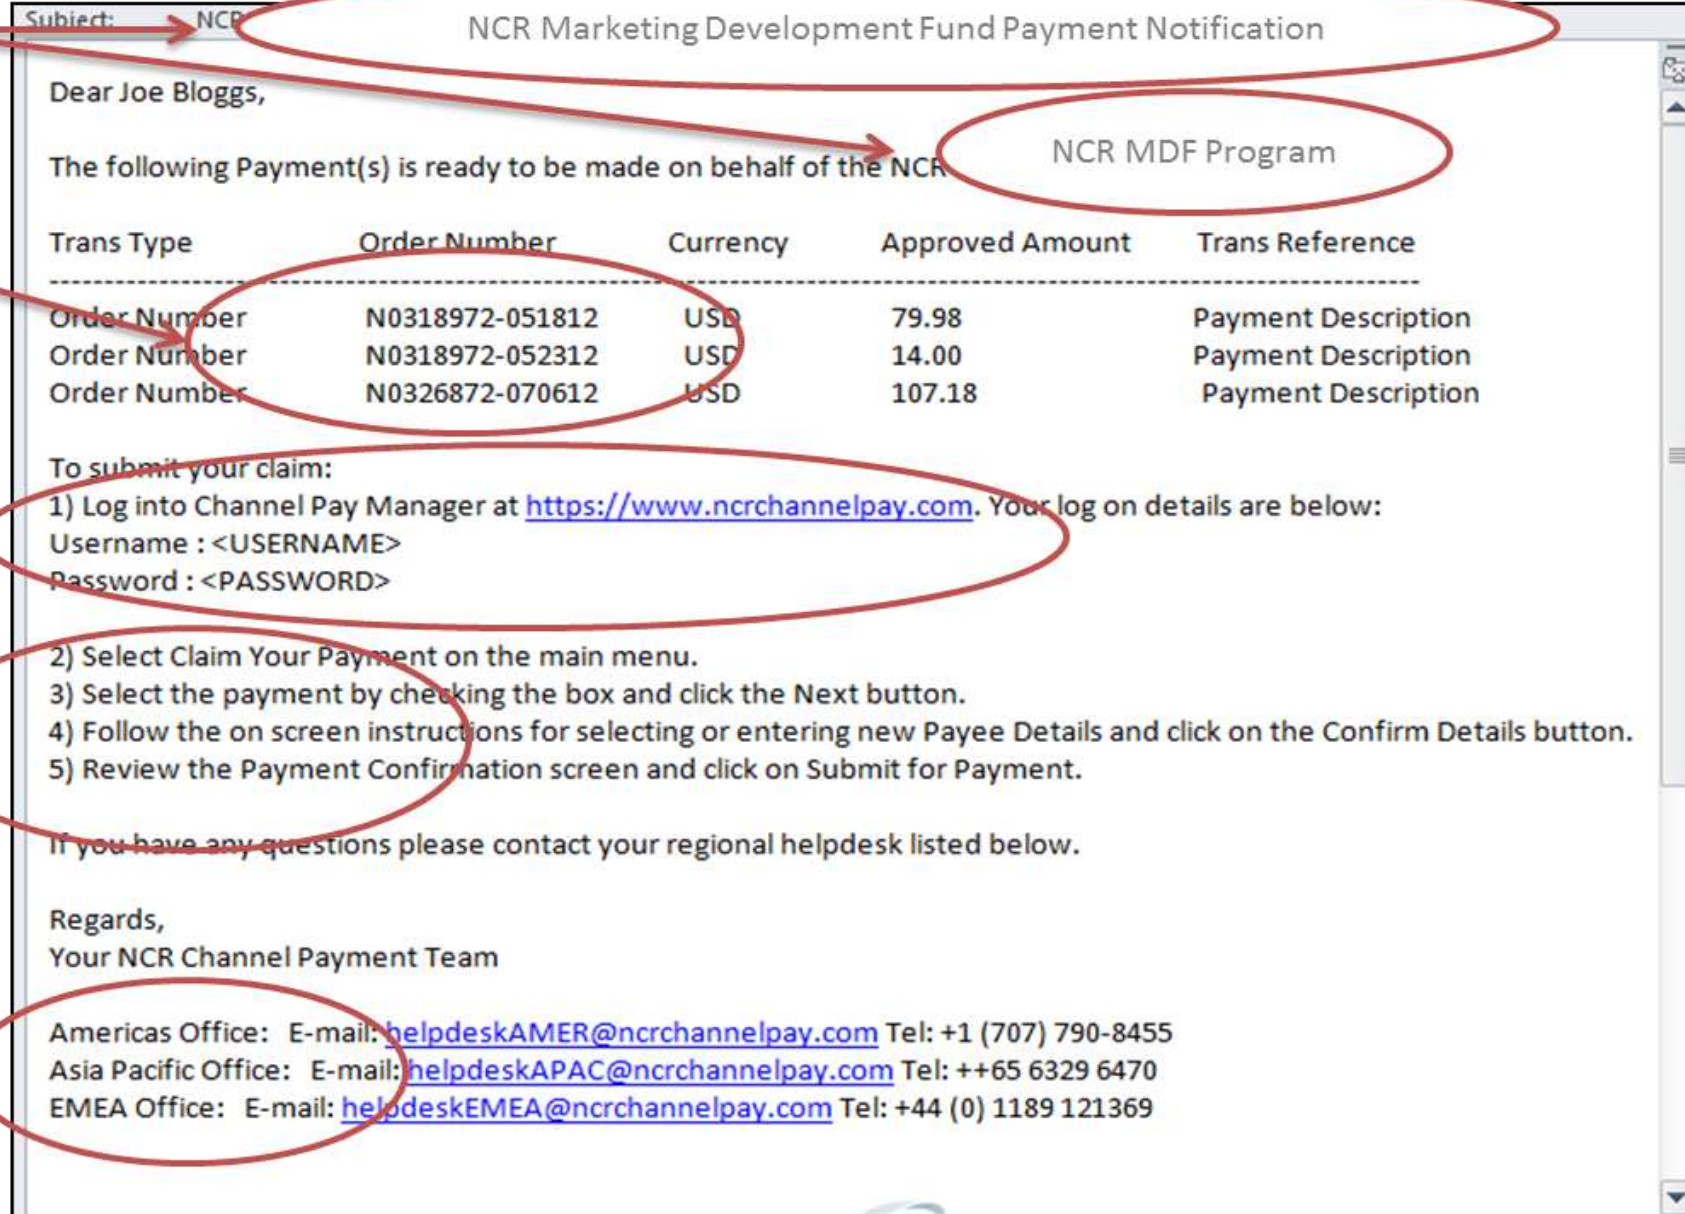 Subject: NCR NCR Marketing Development Fund Payment Notification
Dear Joe Bloggs,
The following Payment(s) is ready to be made on behalf of the NCR NCR MDF Program
Trans Type Order Number Currency Approved Amount Trans Reference
--------------------------------------------------------------------------------
Order Number N0318972-051812 USD 79.98 Payment Description
Order Number N0318972-052312 USD 14.00 Payment Description
Order Number N0326872-070612 USD 107.18 Payment Description
To submit your claim:
1) Log into Channel Pay Manager at https://www.ncrchannelpay.com. Your log on details are below:
Username : <USERNAME>
Password : <PASSWORD>
2) Select Claim Your Payment on the main menu.
3) Select the payment by checking the box and click the Next button.
4) Follow the on screen instructions for selecting or entering new Payee Details and click on the Confirm Details button.
5) Review the Payment Confirmation screen and click on Submit for Payment.
If you have any questions please contact your regional helpdesk listed below.
Regards,
Your NCR Channel Payment Team
Americas Office: E-mail: helpdeskAMER@ncrchannelpay.com Tel: +1 (707) 790-8455
Asia Pacific Office: E-mail: helpdeskAPAC@ncrchannelpay.com Tel: ++65 6329 6470
EMEA Office: E-mail: helpdeskEMEA@ncrchannelpay.com Tel: +44 (0) 1189 121369